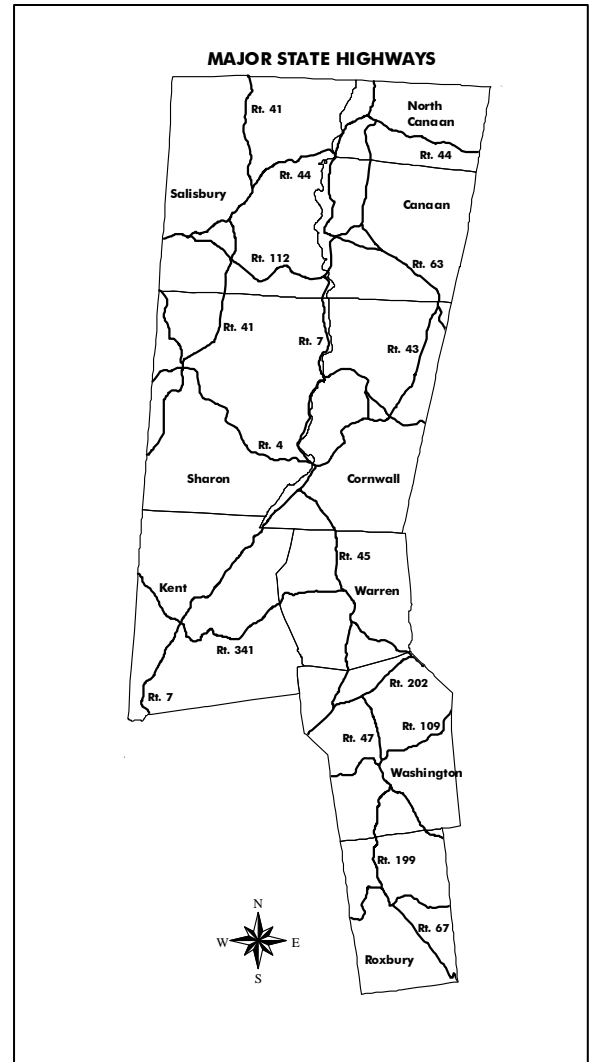 MAJOR STATE HIGHWAYS
Rt. 41
North
Canaan
Rt. 44
Rt. 44
Salisbury
Canaan
Rt. 112
Rt. 63
Rt. 41
Rt. 7
Rt. 43
Rt. 4
Sharon
Cornwall
Rt. 45
Kent
Warren
Rt. 341
Rt. 202
Rt. 7
Rt. 109
Rt. 47
Washington
Rt. 199
N
W
E
S
Rt. 67
Roxbury